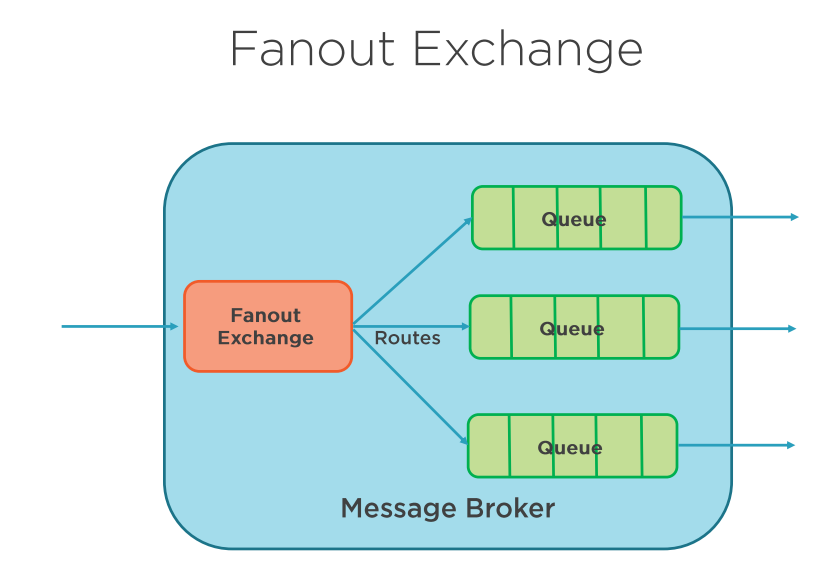 Fanout Exchange
Queue
Fanout
Exchange
Routes
Queue
Queue
Message Broker